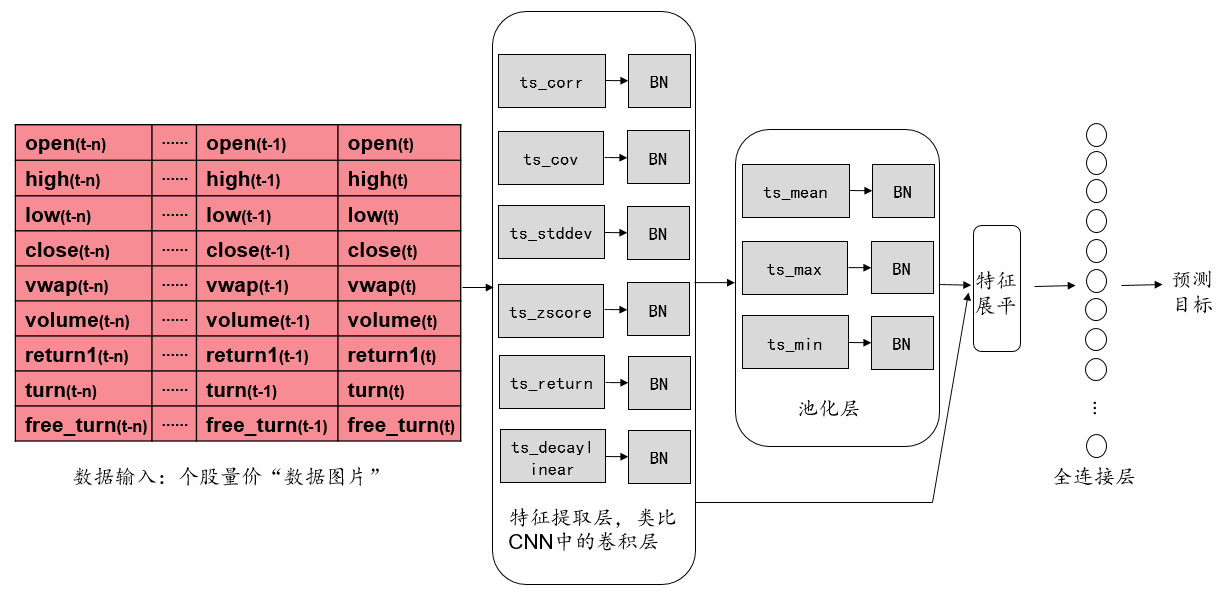 open(t-n) ······ open(t-1) open(t)
high(t-n) ······ high(t-1) high(t)
low(t-n) ······ low(t-1) low(t)
close(t-n) ······ close(t-1) close(t)
vwap(t-n) ······ vwap(t-1) vwap(t)
volume(t-n) ······ volume(t-1) volume(t)
return1(t-n) ······ return1(t-1) return1(t)
turn(t-n) ······ turn(t-1) turn(t)
free_turn(t-n) ······ free_turn(t-1) free_turn(t)
数据输入：个股量价“数据图片”
ts_corr BN
ts_cov BN
ts_stddev BN
ts_zscore BN
ts_return BN
ts_decayl
inear
BN
特征提取层，类比
CNN中的卷积层
ts_mean BN
ts_max BN
ts_min BN
池化层
特征
展平
⋮
全连接层
预测
目标